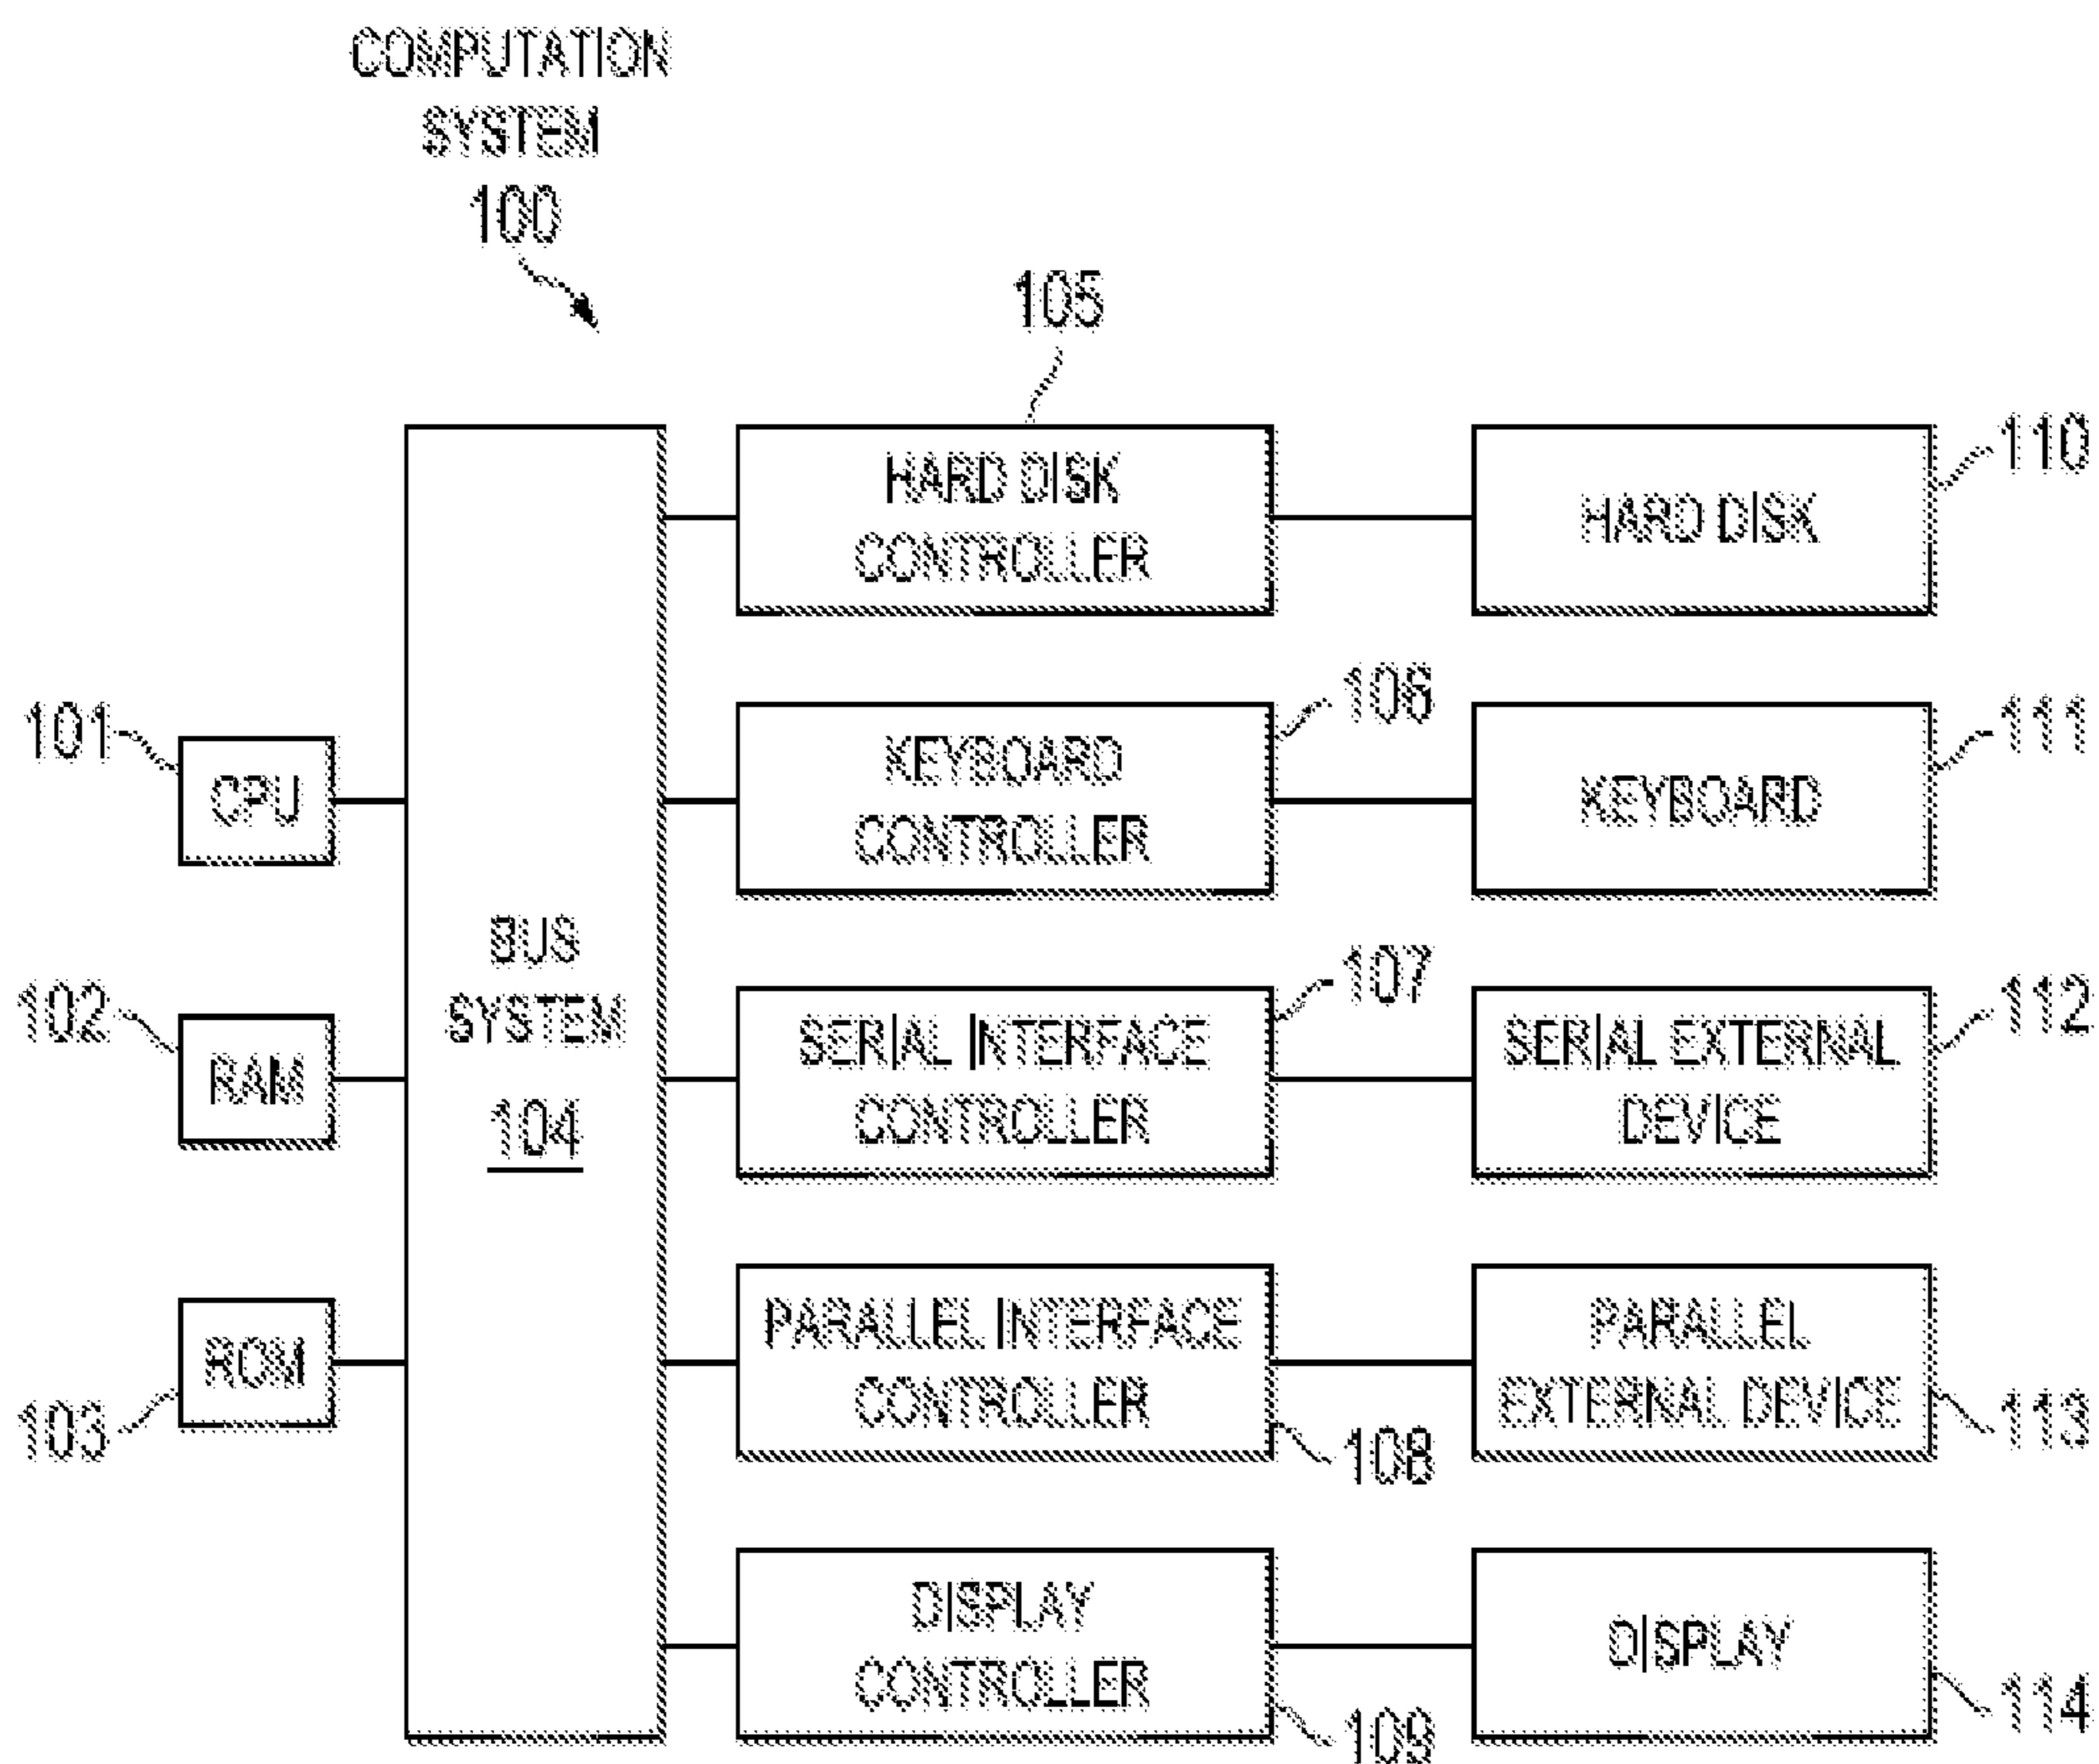 COMPUTATION
SYSTEM
100
105
HARD DISK
CONTROLLER
HARD DISK
110
101
CPU
106
KEYBOARD
CONTROLLER
KEYBOARD
111
BUS
SYSTEM
104
102
RAM
107
SERIAL INTERFACE
CONTROLLER
SERIAL EXTERNAL
DEVICE
112
ROM
103
PARALLEL INTERFACE
CONTROLLER
108
PARALLEL
EXTERNAL DEVICE
113
DISPLAY
CONTROLLER
109
DISPLAY
114